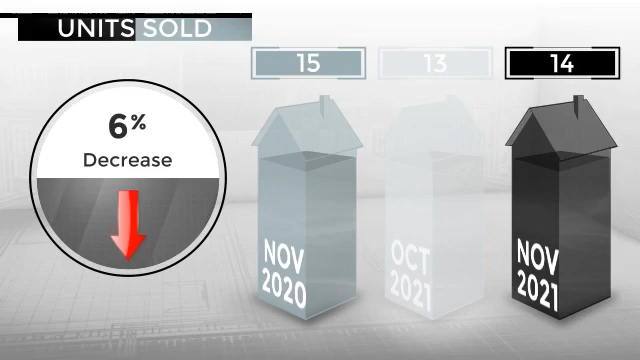 UNITS SOLD
15
13
14
6%
Decrease
NOV
2020
OCT
2021
NOV
2021